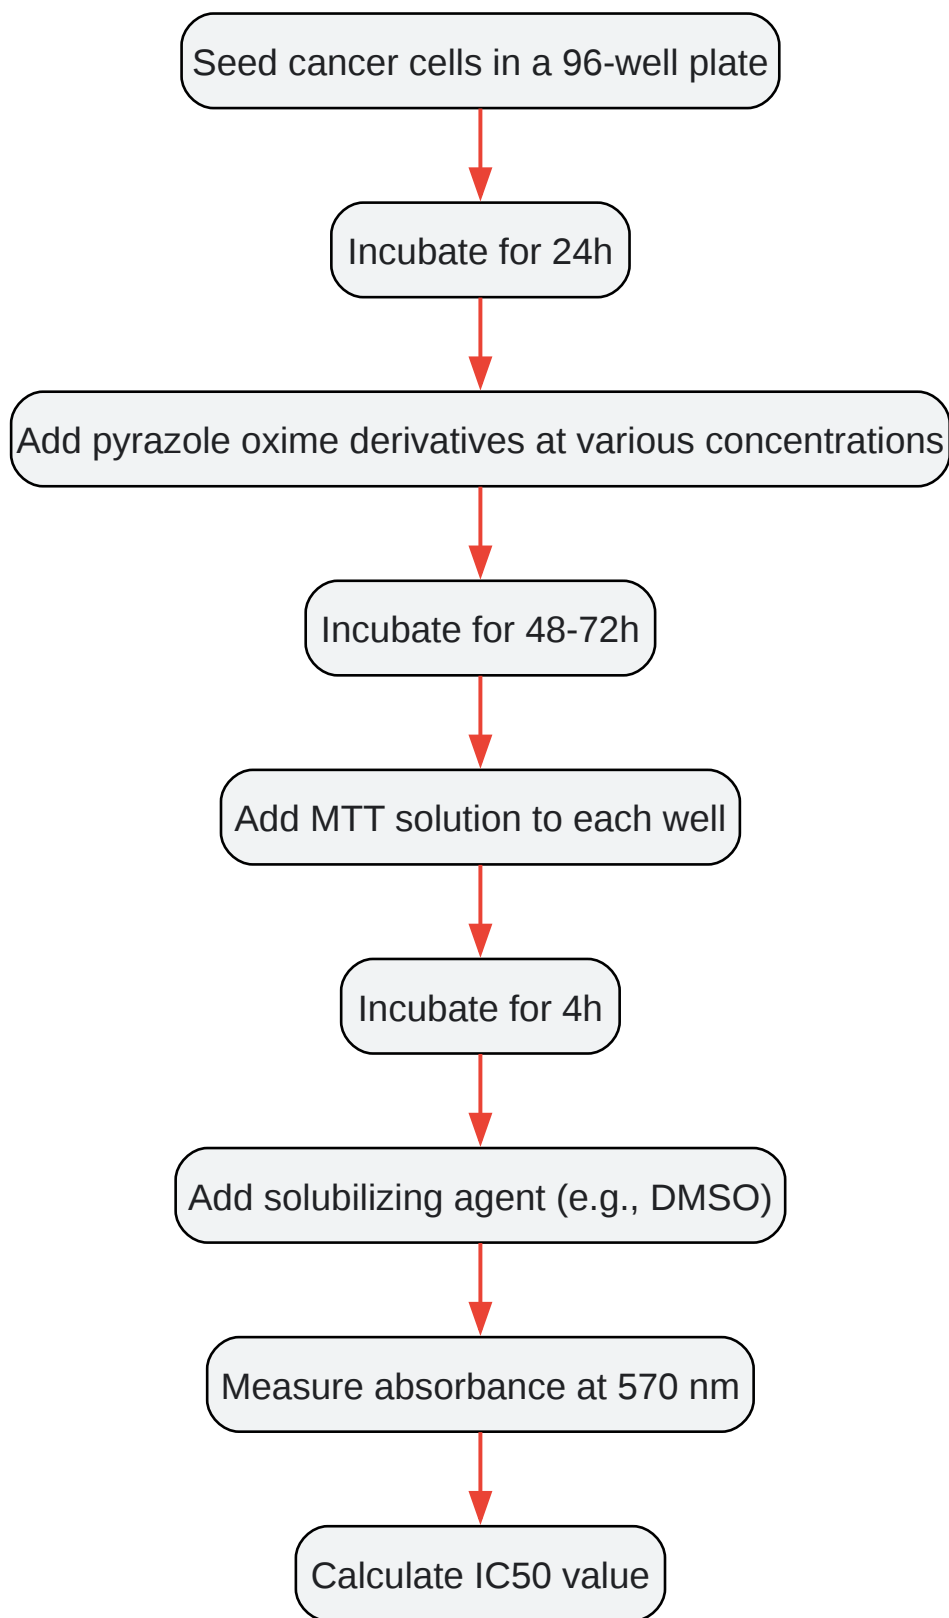 Seed cancer cells in a 96-well plate
Incubate for 24h
Add pyrazole oxime derivatives at various concentrations
Incubate for 48-72h
Add MTT solution to each well
Incubate for 4h
Add solubilizing agent (e.g., DMSO)
Measure absorbance at 570 nm
Calculate IC50 value